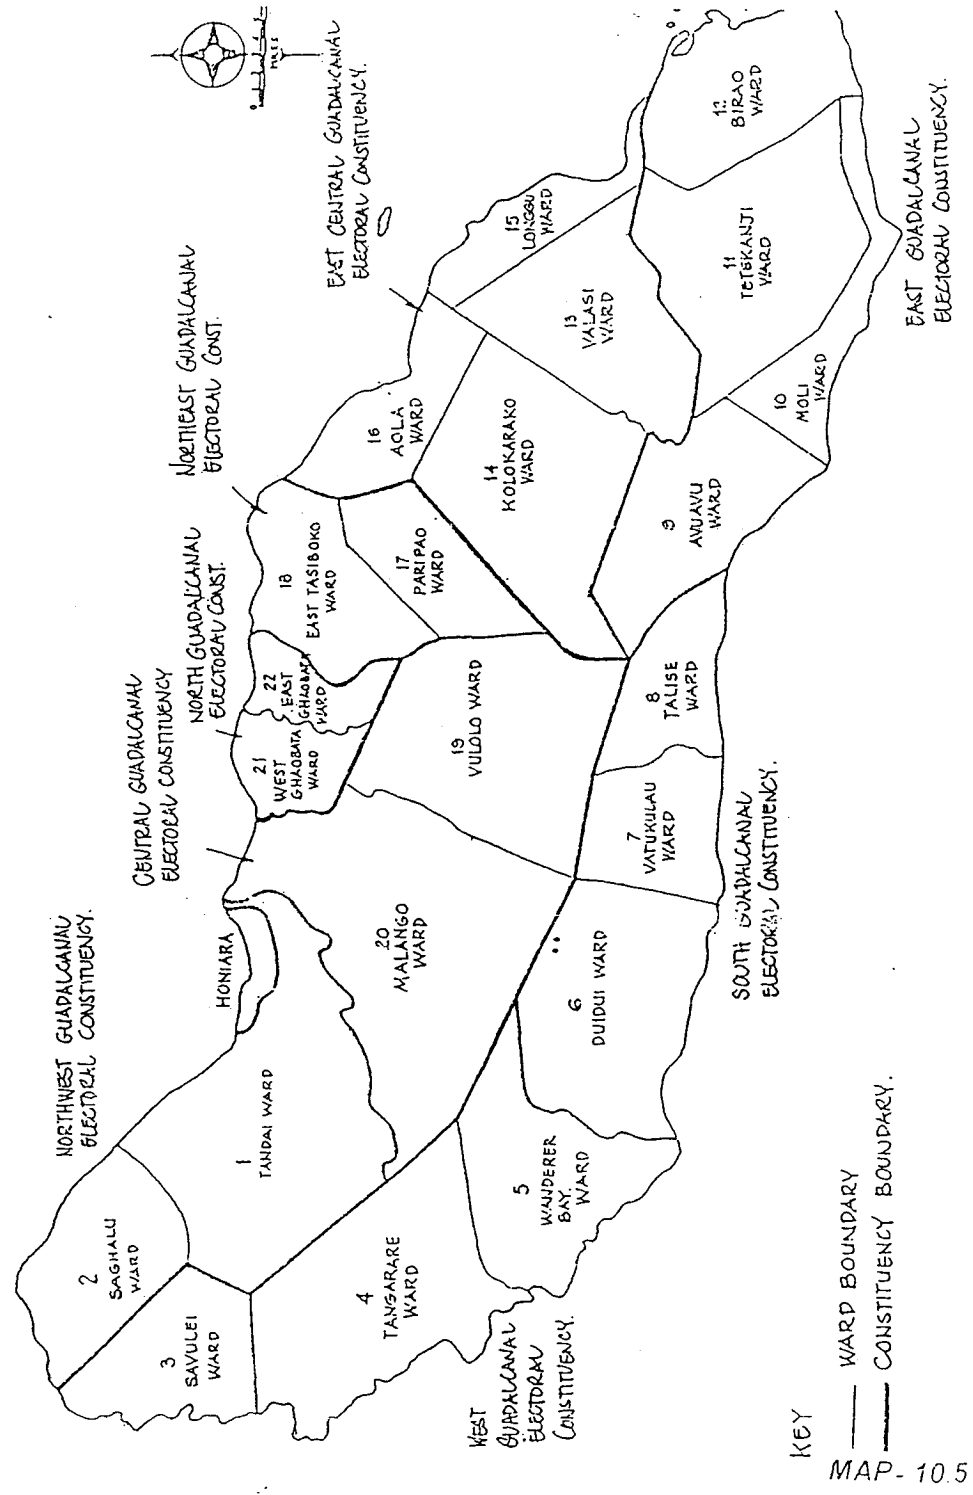 MILES
0
EAST CENTRAL GUADALCANAL
ELECTORAL CONSTITUENCY.
NORTHEAST GUADALCANAL
ELECTORAL CONST.
NORTH GUADALCANAL
ELECTORAL CONST.
CENTRAL GUADALCANAL
ELECTORAL CONSTITUENCY
NORTHWEST GUADALCANAL
ELECTORAL CONSTITUENCY.
WEST
GUADALCANAL
ELECTORAL
CONSTITUENCY.
SOUTH GUADALCANAL
ELECTORAL CONSTITUENCY.
EAST GUADALCANAL
ELECTORAL CONSTITUENCY.
HONIARA
1
TANDAI WARD
2
SAGHALU
WARD
3
SAVULEI
WARD
4
TANGARARE
WARD
5
WANDERER
BAY.
WARD
6
DUIDUI WARD
7
VATUKULAU
WARD
8
TALISE
WARD
9
AVUAVU
WARD
10
MOLI
WARD
11
TETEKANJI
WARD
12
BIRAO
WARD
13
VALASI
WARD
14
KOLOKARAKO
WARD
15
LONGGU
WARD
16
AOLA
WARD
17
PARIPAO
WARD
18
EAST TASIBOKO
WARD
19
VULOLO WARD
20
MALANGO
WARD
21
WEST
GHAOBATA
WARD
22
EAST
GHAOBATA
WARD
KEY
WARD BOUNDARY
CONSTITUENCY BOUNDARY.
MAP- 10.5